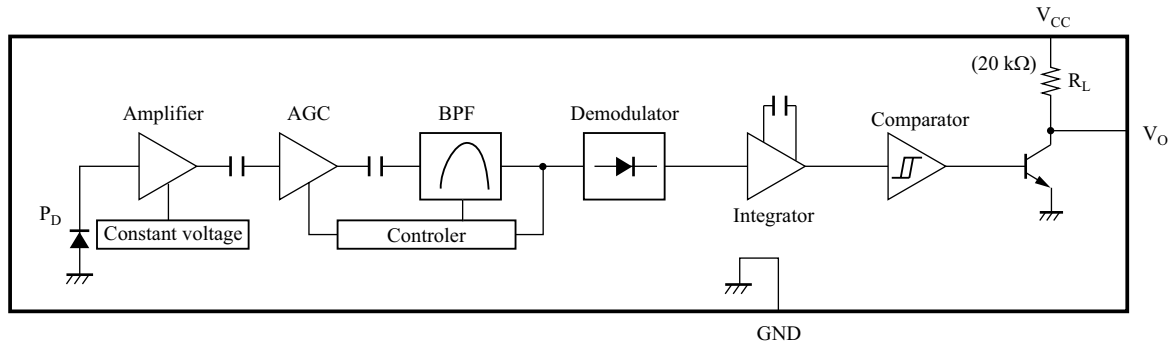 V_CC
(20 kΩ)
R_L
Amplifier
AGC
BPF
Demodulator
Comparator
V_O
P_D
Integrator
Constant voltage
Controler
GND